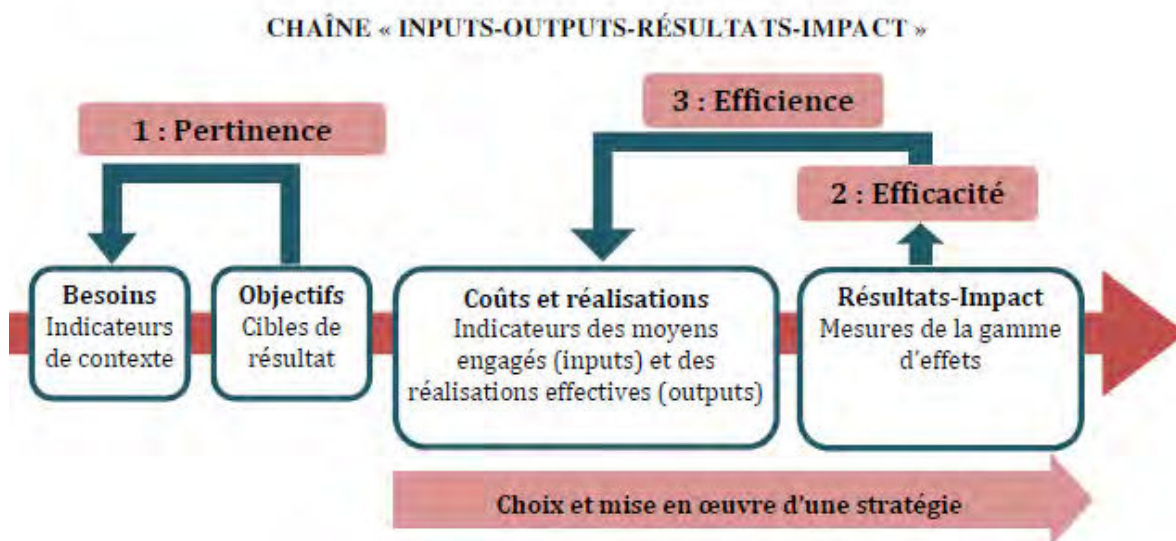 CHAÎNE « INPUTS-OUTPUTS-RÉSULTATS-IMPACT »
1 : Pertinence
3 : Efficience
2 : Efficacité
Besoins
Indicateurs
de contexte
Objectifs
Cibles de
résultat
Coûts et réalisations
Indicateurs des moyens
engagés (inputs) et des
réalisations effectives (outputs)
Résultats-Impact
Mesures de la gamme
d’effets
Choix et mise en œuvre d’une stratégie